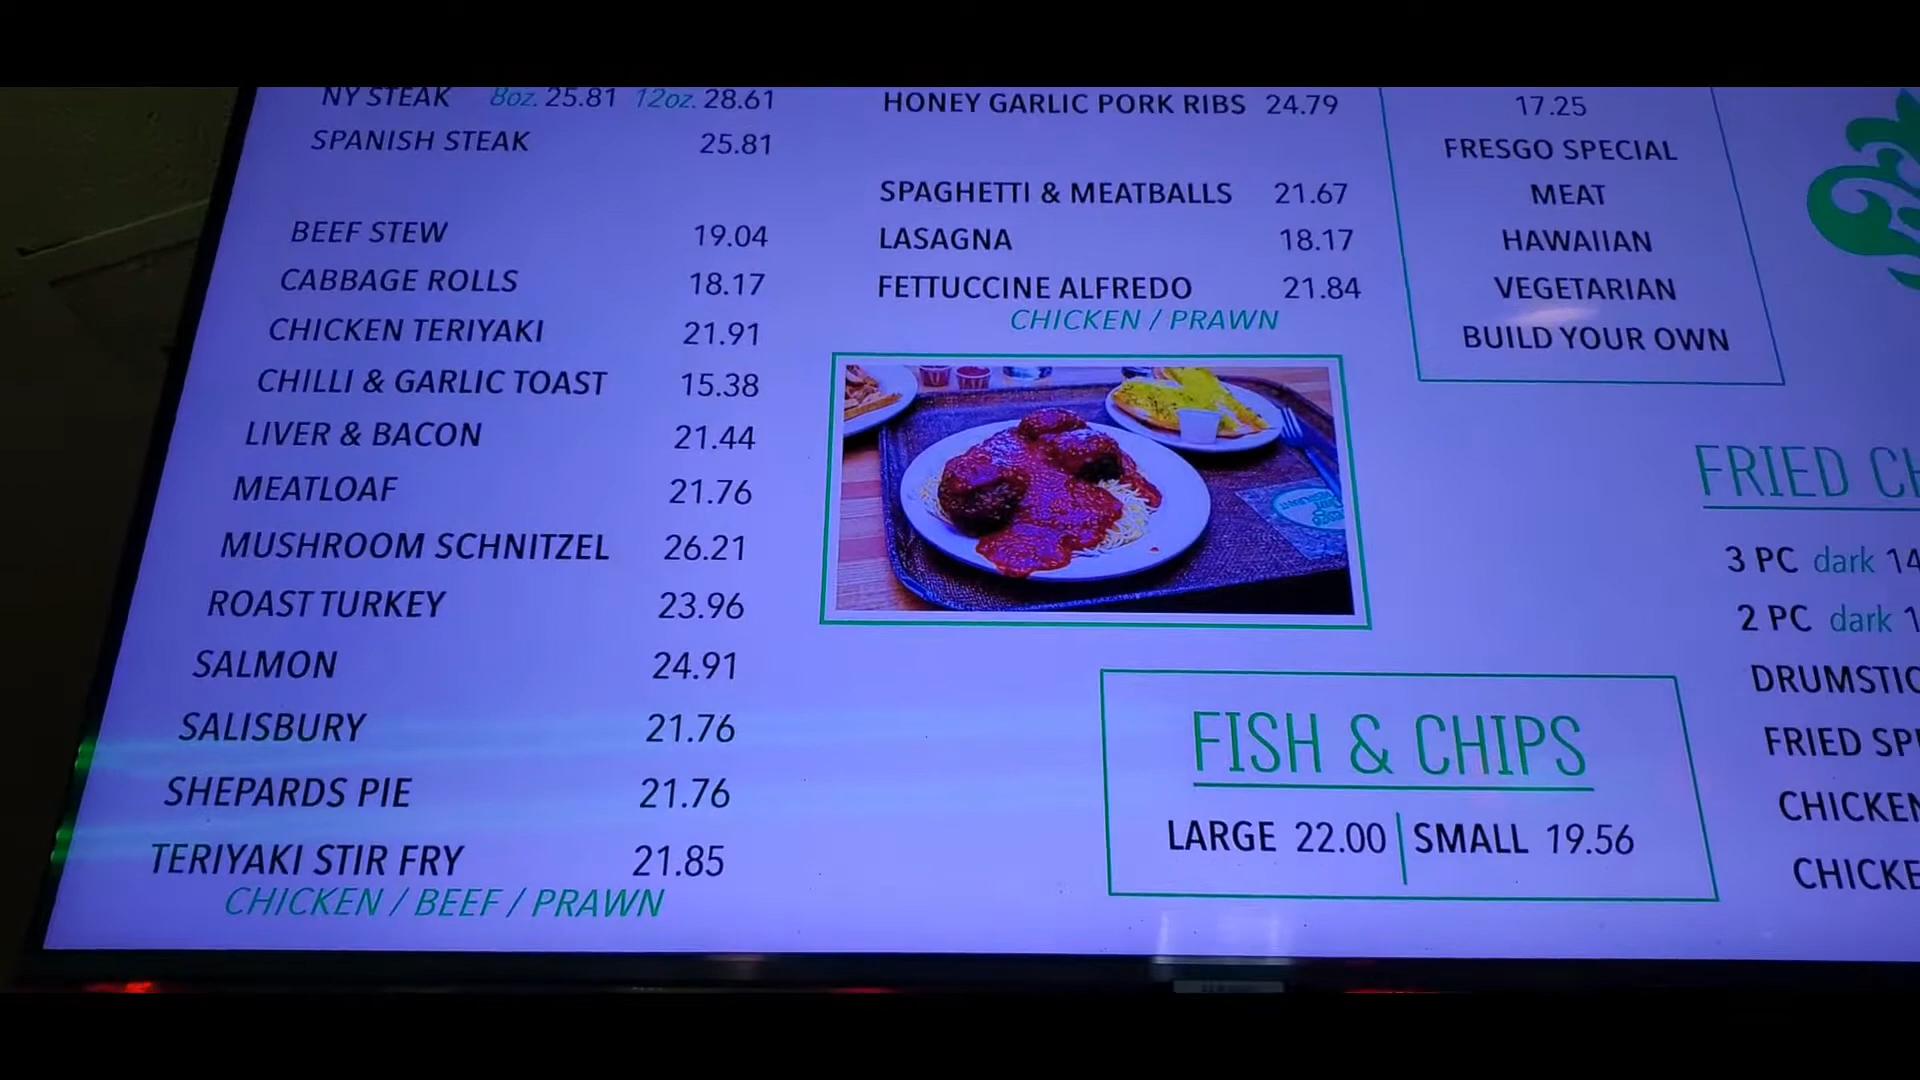 NY STEAK 8oz. 25.81 12oz. 28.61
SPANISH STEAK 25.81
BEEF STEW 19.04
CABBAGE ROLLS 18.17
CHICKEN TERIYAKI 21.91
CHILLI & GARLIC TOAST 15.38
LIVER & BACON 21.44
MEATLOAF 21.76
MUSHROOM SCHNITZEL 26.21
ROAST TURKEY 23.96
SALMON 24.91
SALISBURY 21.76
SHEPARDS PIE 21.76
TERIYAKI STIR FRY 21.85
CHICKEN / BEEF / PRAWN
HONEY GARLIC PORK RIBS 24.79
SPAGHETTI & MEATBALLS 21.67
LASAGNA 18.17
FETTUCCINE ALFREDO 21.84
CHICKEN / PRAWN
17.25
FRESGO SPECIAL
MEAT
HAWAIIAN
VEGETARIAN
BUILD YOUR OWN
FISH & CHIPS
LARGE 22.00 | SMALL 19.56
FRIED
3 PC dark
2 PC dark
FRIED
CHICKEN